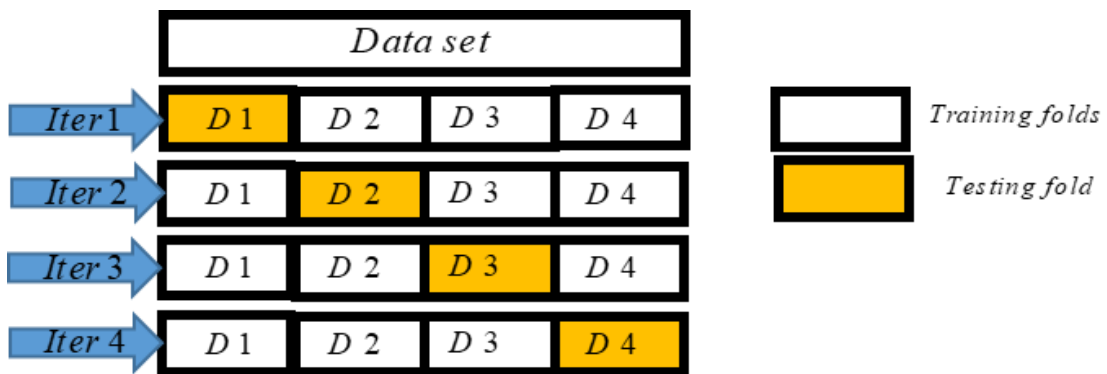 Data set
Iter 1 D 1 D 2 D 3 D 4 Training folds
Iter 2 D 1 D 2 D 3 D 4 Testing fold
Iter 3 D 1 D 2 D 3 D 4
Iter 4 D 1 D 2 D 3 D 4